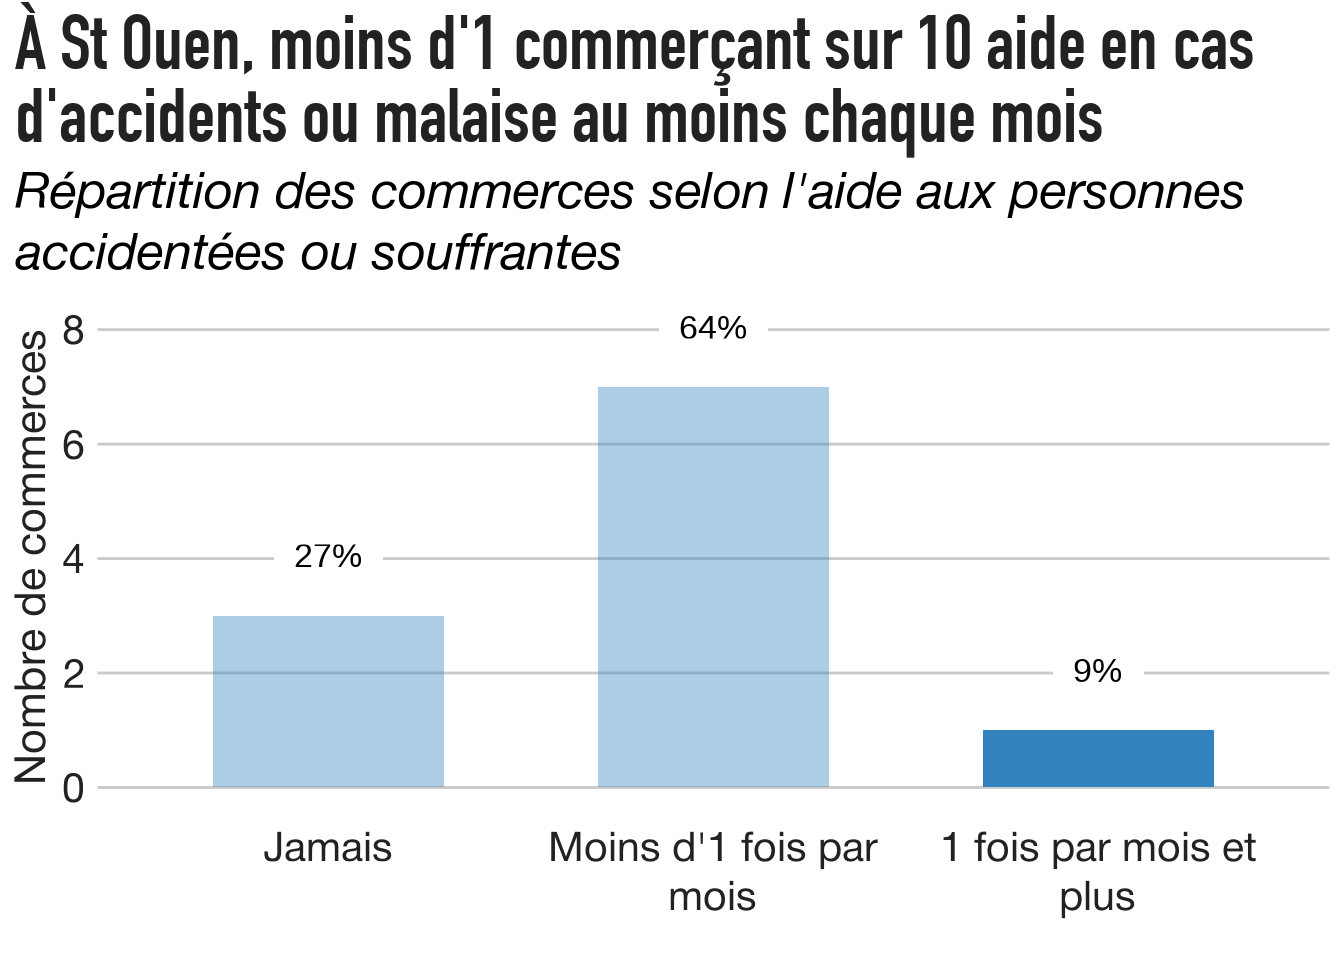 À St Ouen, moins d'1 commerçant sur 10 aide en cas
d'accidents ou malaise au moins chaque mois
Répartition des commerces selon l'aide aux personnes
accidentées ou souffrantes
Nombre de commerces
8
6
4
2
0
64%
27%
9%
Jamais
Moins d'1 fois par
mois
1 fois par mois et
plus